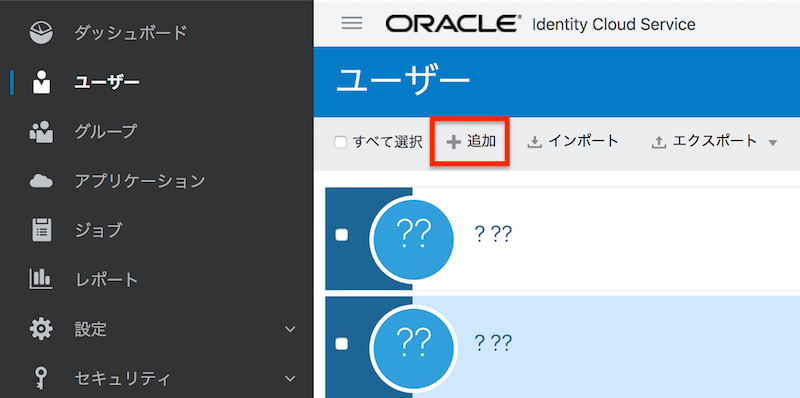 ダッシュボード
ユーザー
グループ
アプリケーション
ジョブ
レポート
設定
セキュリティ
ORACLE® Identity Cloud Service
ユーザー
すべて選択 + 追加 インポート エクスポート
?? ? ??
?? ? ??